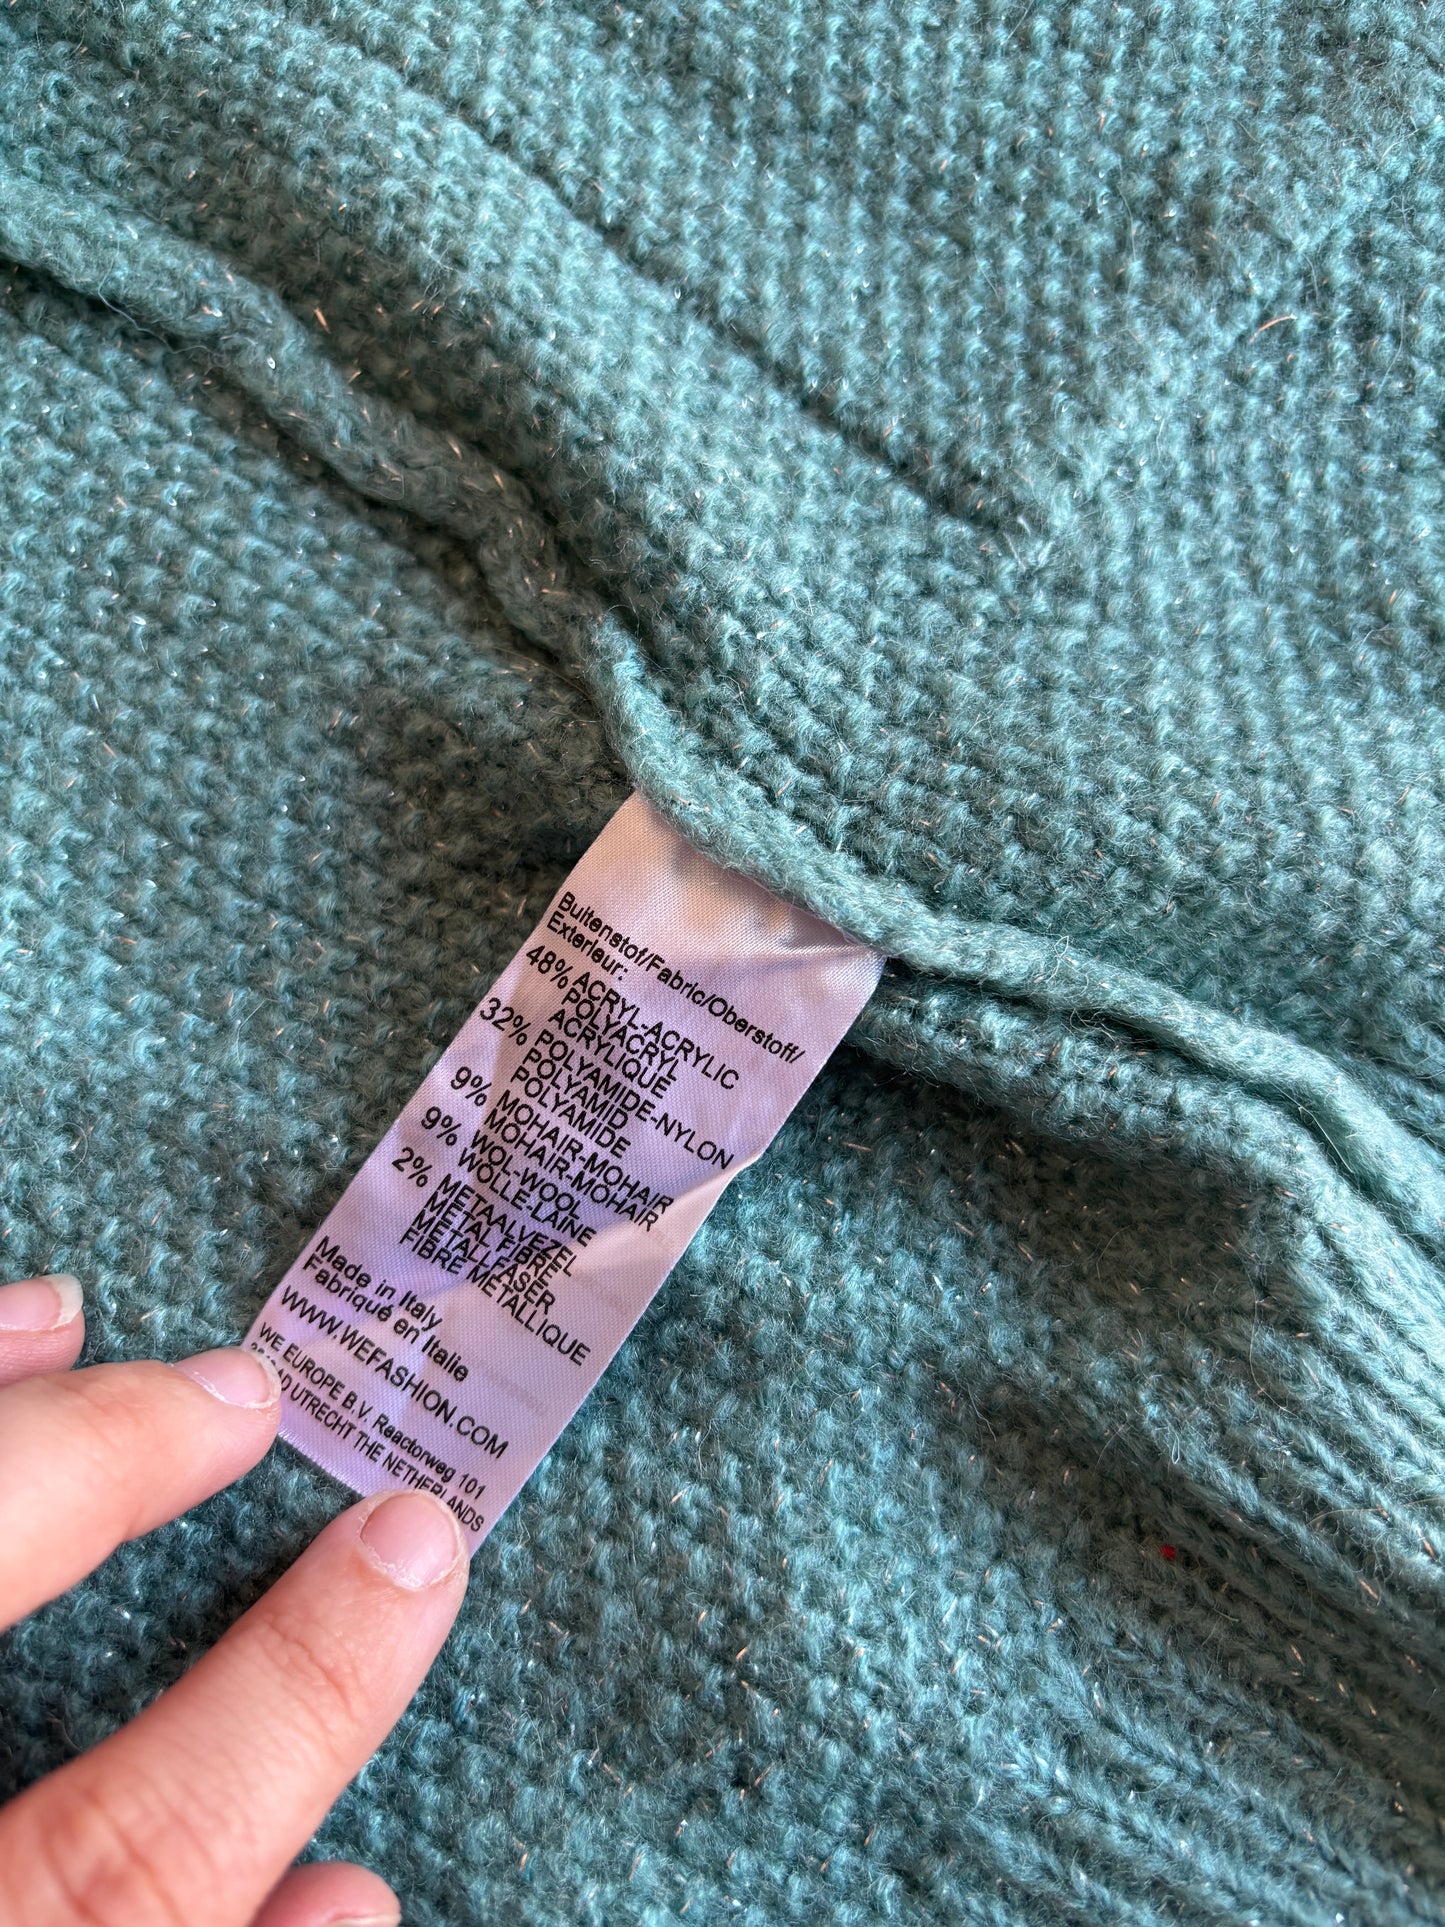 Buitenstof/Fabric/Oberstoff/
Exterieur:
48% ACRYL-ACRYLIC
POLYACRYL
ACRYLIQUE
32% POLYAMIDE-NYLON
POLYAMID
POLYAMIDE
9% MOHAIR-MOHAIR
MOHAIR-MOHAIR
9% WOL-WOOL
WOLLE-LAINE
2% METAALVEZEL
METAL FIBRE
METALLFASER
FIBRE METALLIQUE
Made in Italy
Fabriqué en Italie
WWW.WEFASHION.COM
WE EUROPE B.V. Reactorweg 101
UTRECHT THE NETHERLANDS